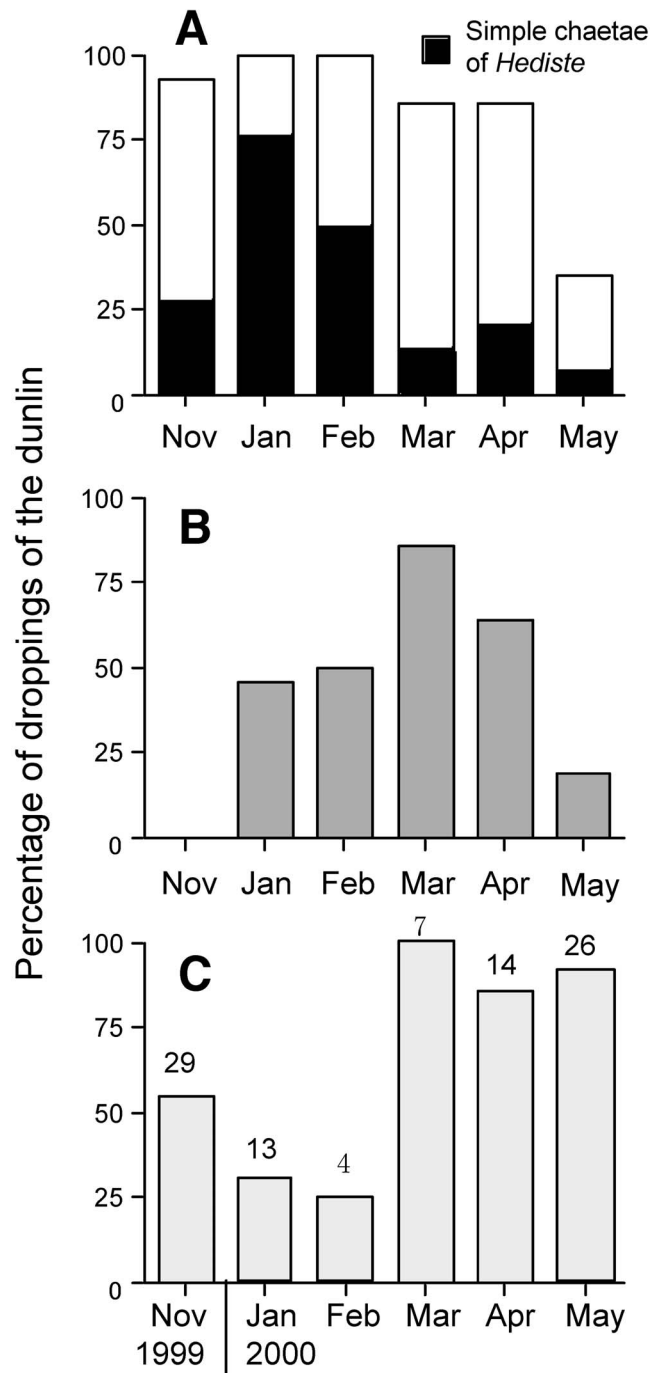 A
Simple chaetae
of Hediste
100
75
50
25
0
Nov Jan Feb Mar Apr May
Percentage of droppings of the dunlin
B
100
75
50
25
0
Nov Jan Feb Mar Apr May
C
100
75
50
25
0
29
13
4
7
14
26
Nov Jan Feb Mar Apr May
1999 2000